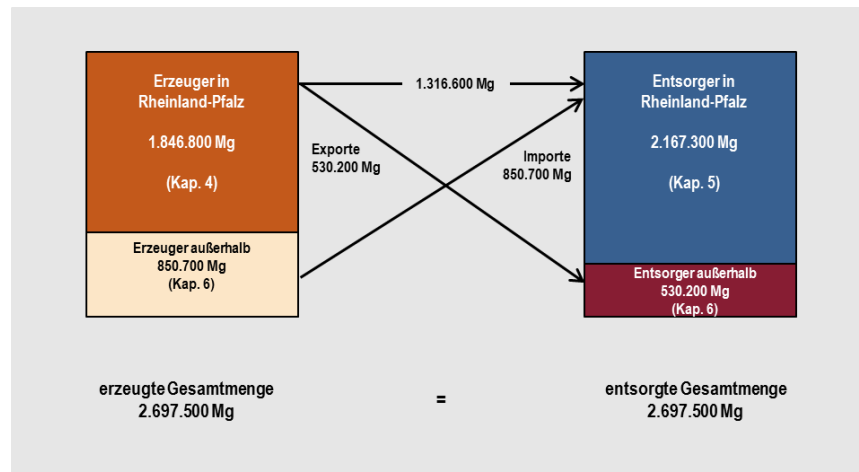 Erzeuger in
Rheinland-Pfalz
1.846.800 Mg
(Kap. 4)
Erzeuger außerhalb
850.700 Mg
(Kap. 6)
1.316.600 Mg
Exporte
530.200 Mg
Importe
850.700 Mg
Entsorger in
Rheinland-Pfalz
2.167.300 Mg
(Kap. 5)
Entsorger außerhalb
530.200 Mg
(Kap. 6)
erzeugte Gesamtmenge
2.697.500 Mg
=
entsorgte Gesamtmenge
2.697.500 Mg